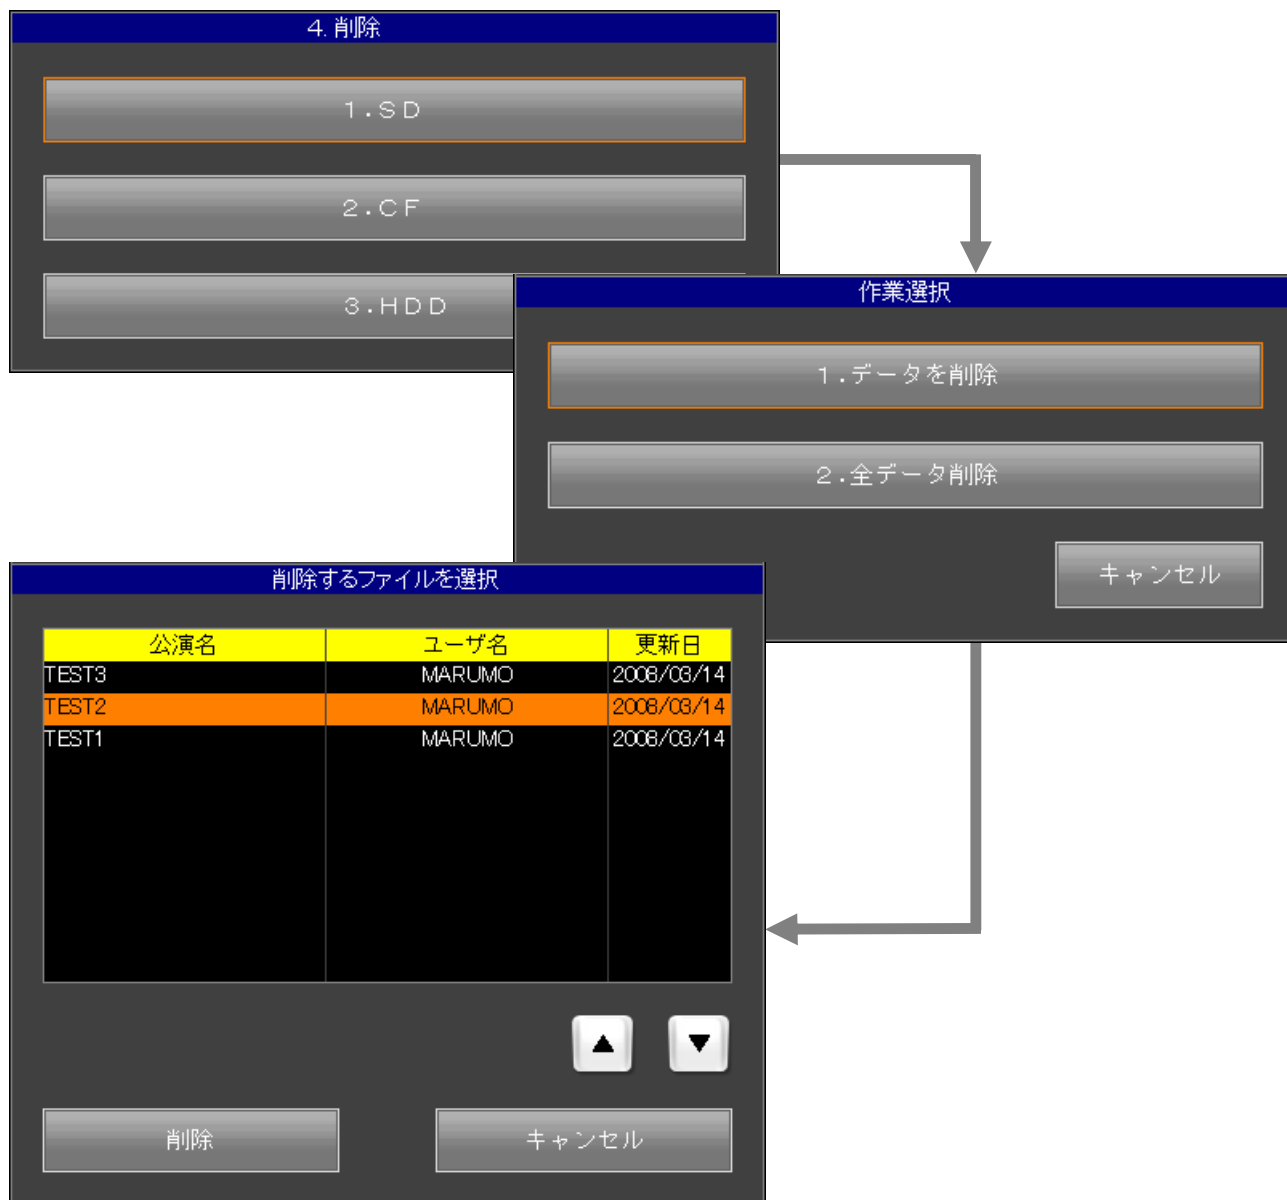 4. 削除
1.SD
2.CF
3.HDD
作業選択
1.データを削除
2.全データ削除
キャンセル
削除するファイルを選択
公演名 ユーザ名 更新日
TEST3 MARUMO 2008/03/14
TEST2 MARUMO 2008/03/14
TEST1 MARUMO 2008/03/14
▲ ▼
削除 キャンセル